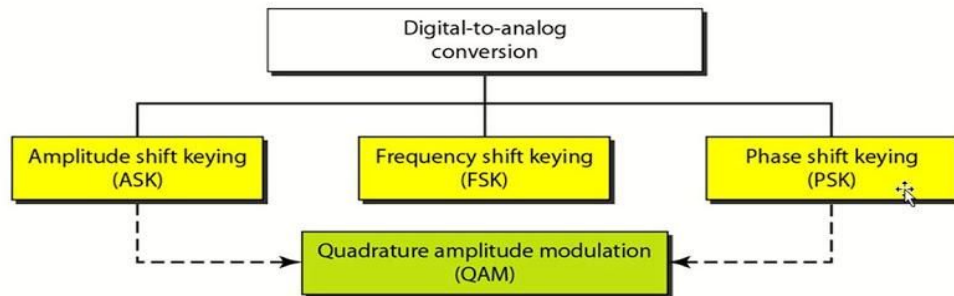 Digital-to-analog
conversion
Amplitude shift keying
(ASK)
Frequency shift keying
(FSK)
Phase shift keying
(PSK)
Quadrature amplitude modulation
(QAM)